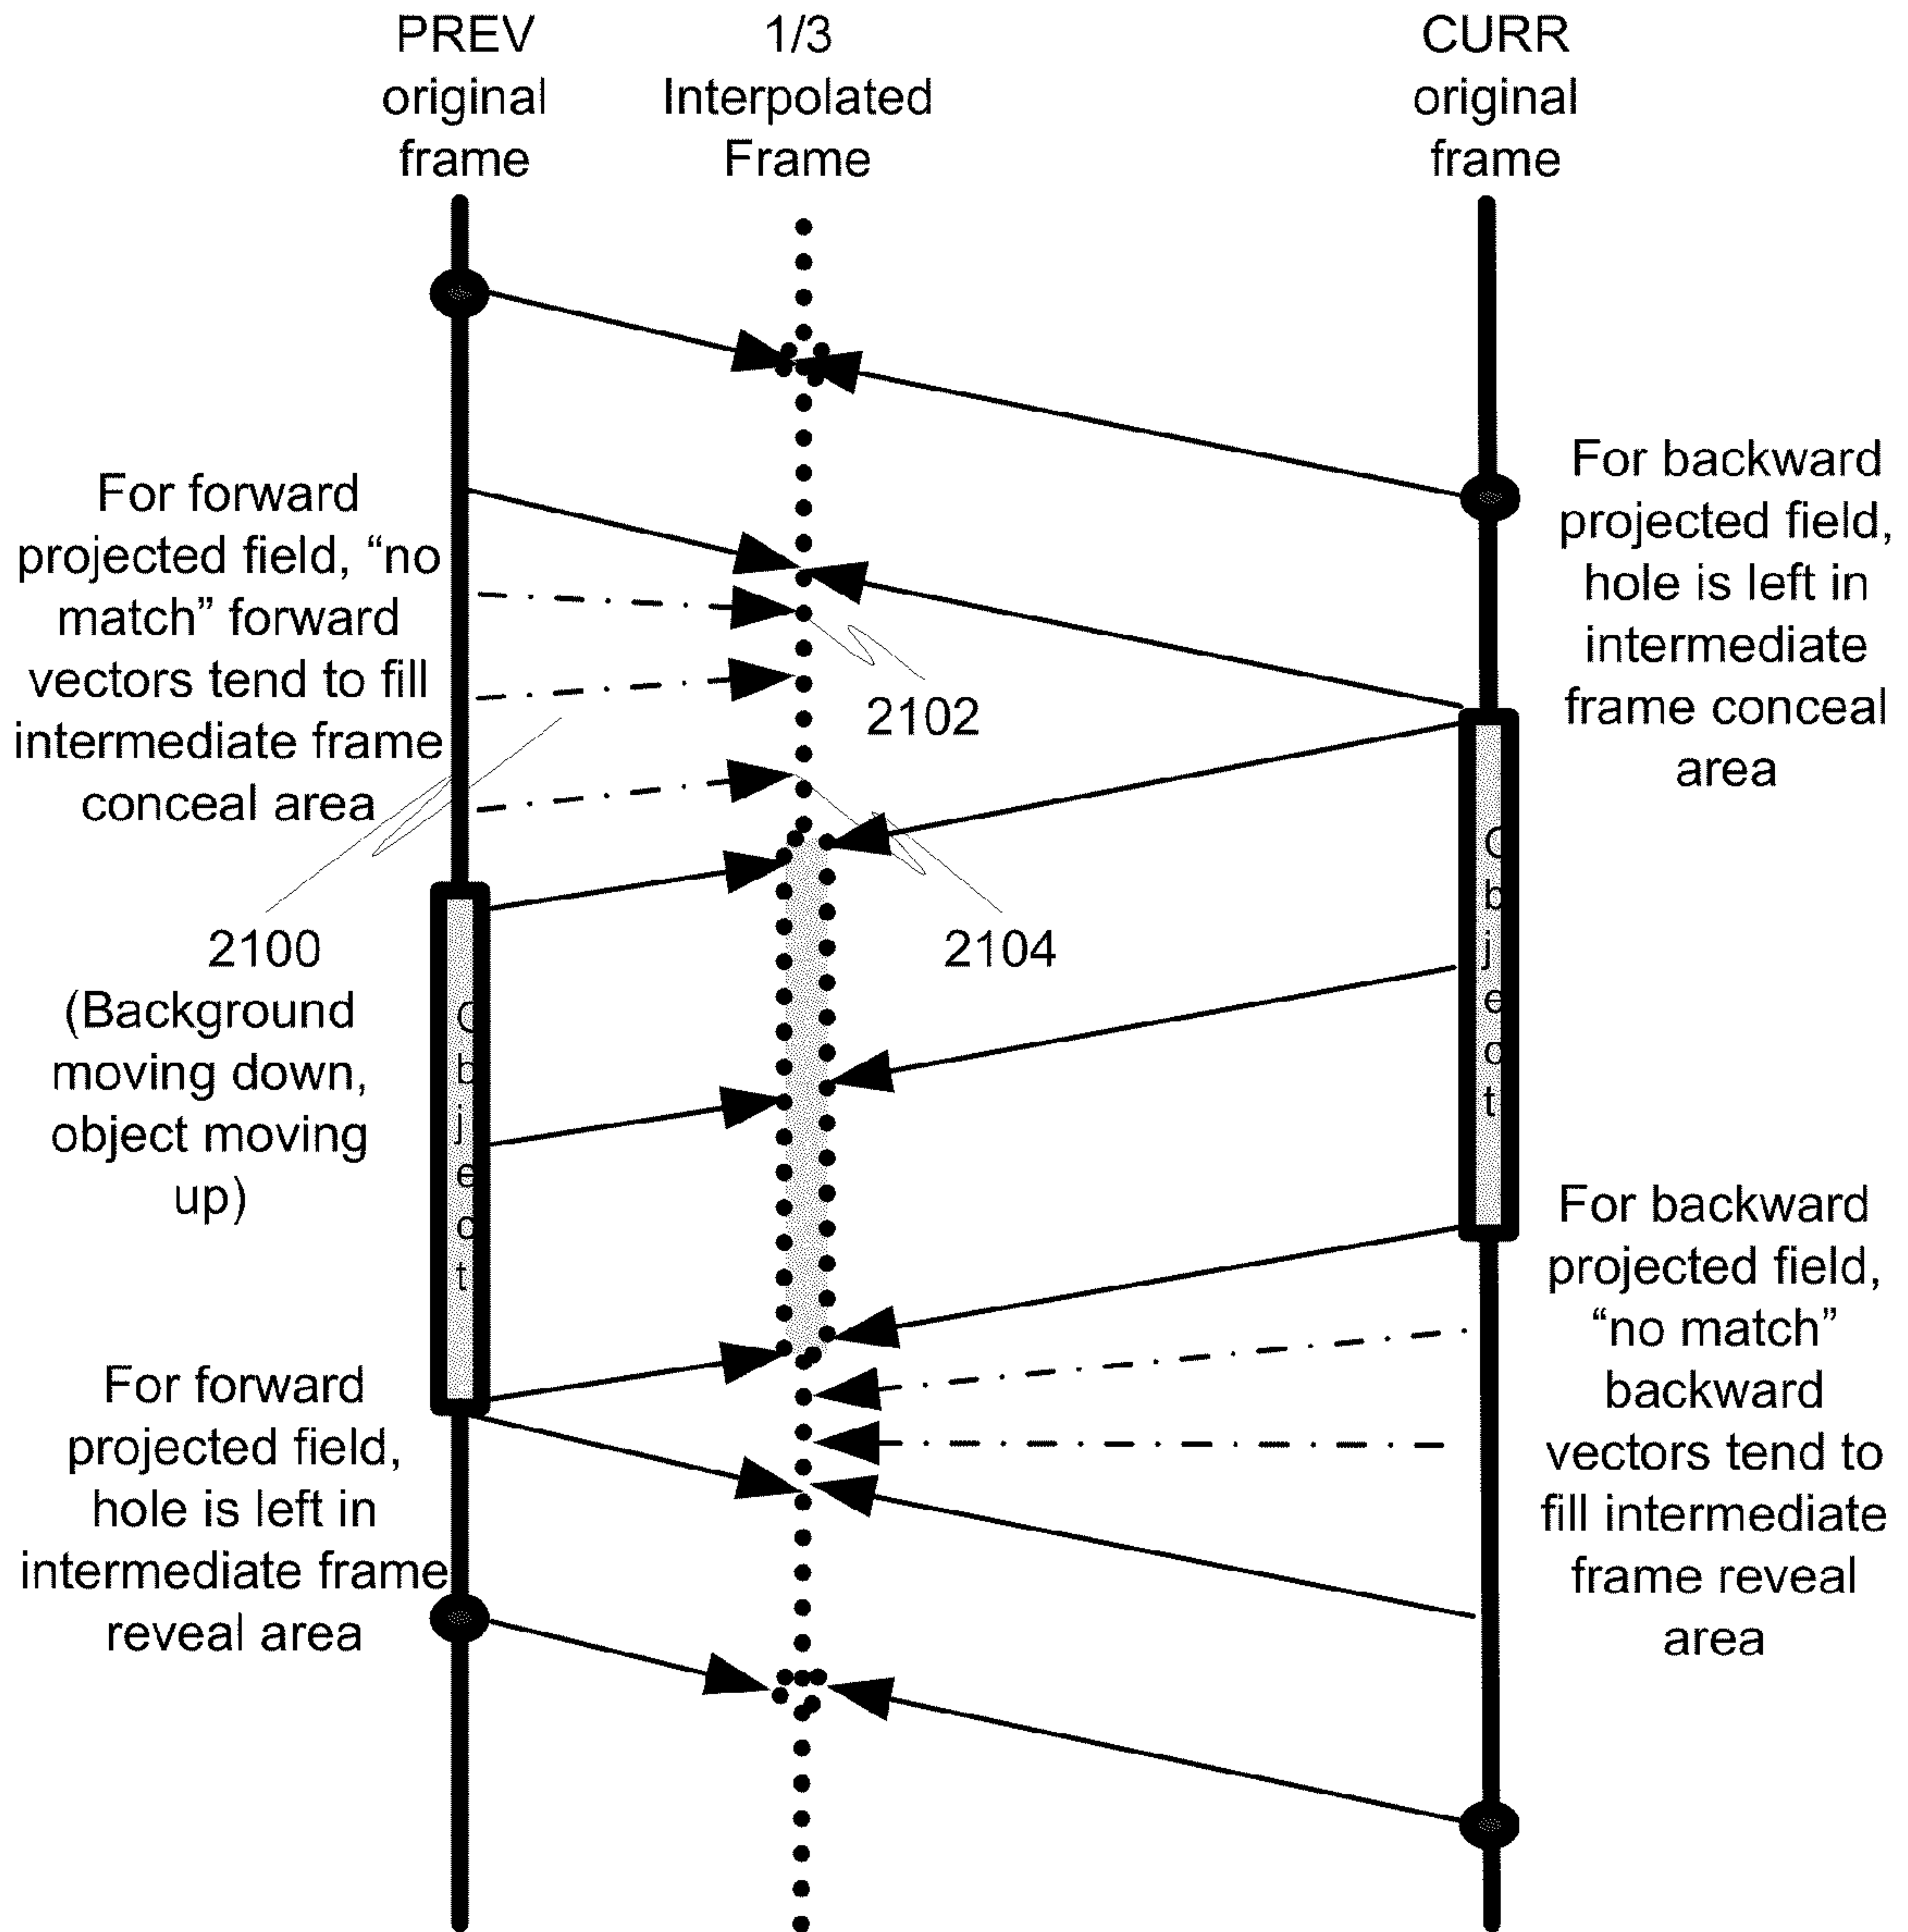 PREV
original
frame
1/3
Interpolated
Frame
CURR
original
frame
For forward
projected field, “no
match” forward
vectors tend to fill
intermediate frame
conceal area
For backward
projected field,
hole is left in
intermediate
frame conceal
area
2102
2104
2100
(Background
moving down,
object moving
up)
Object
Object
For forward
projected field,
hole is left in
intermediate frame
reveal area
For backward
projected field,
“no match”
backward
vectors tend to
fill intermediate
frame reveal
area